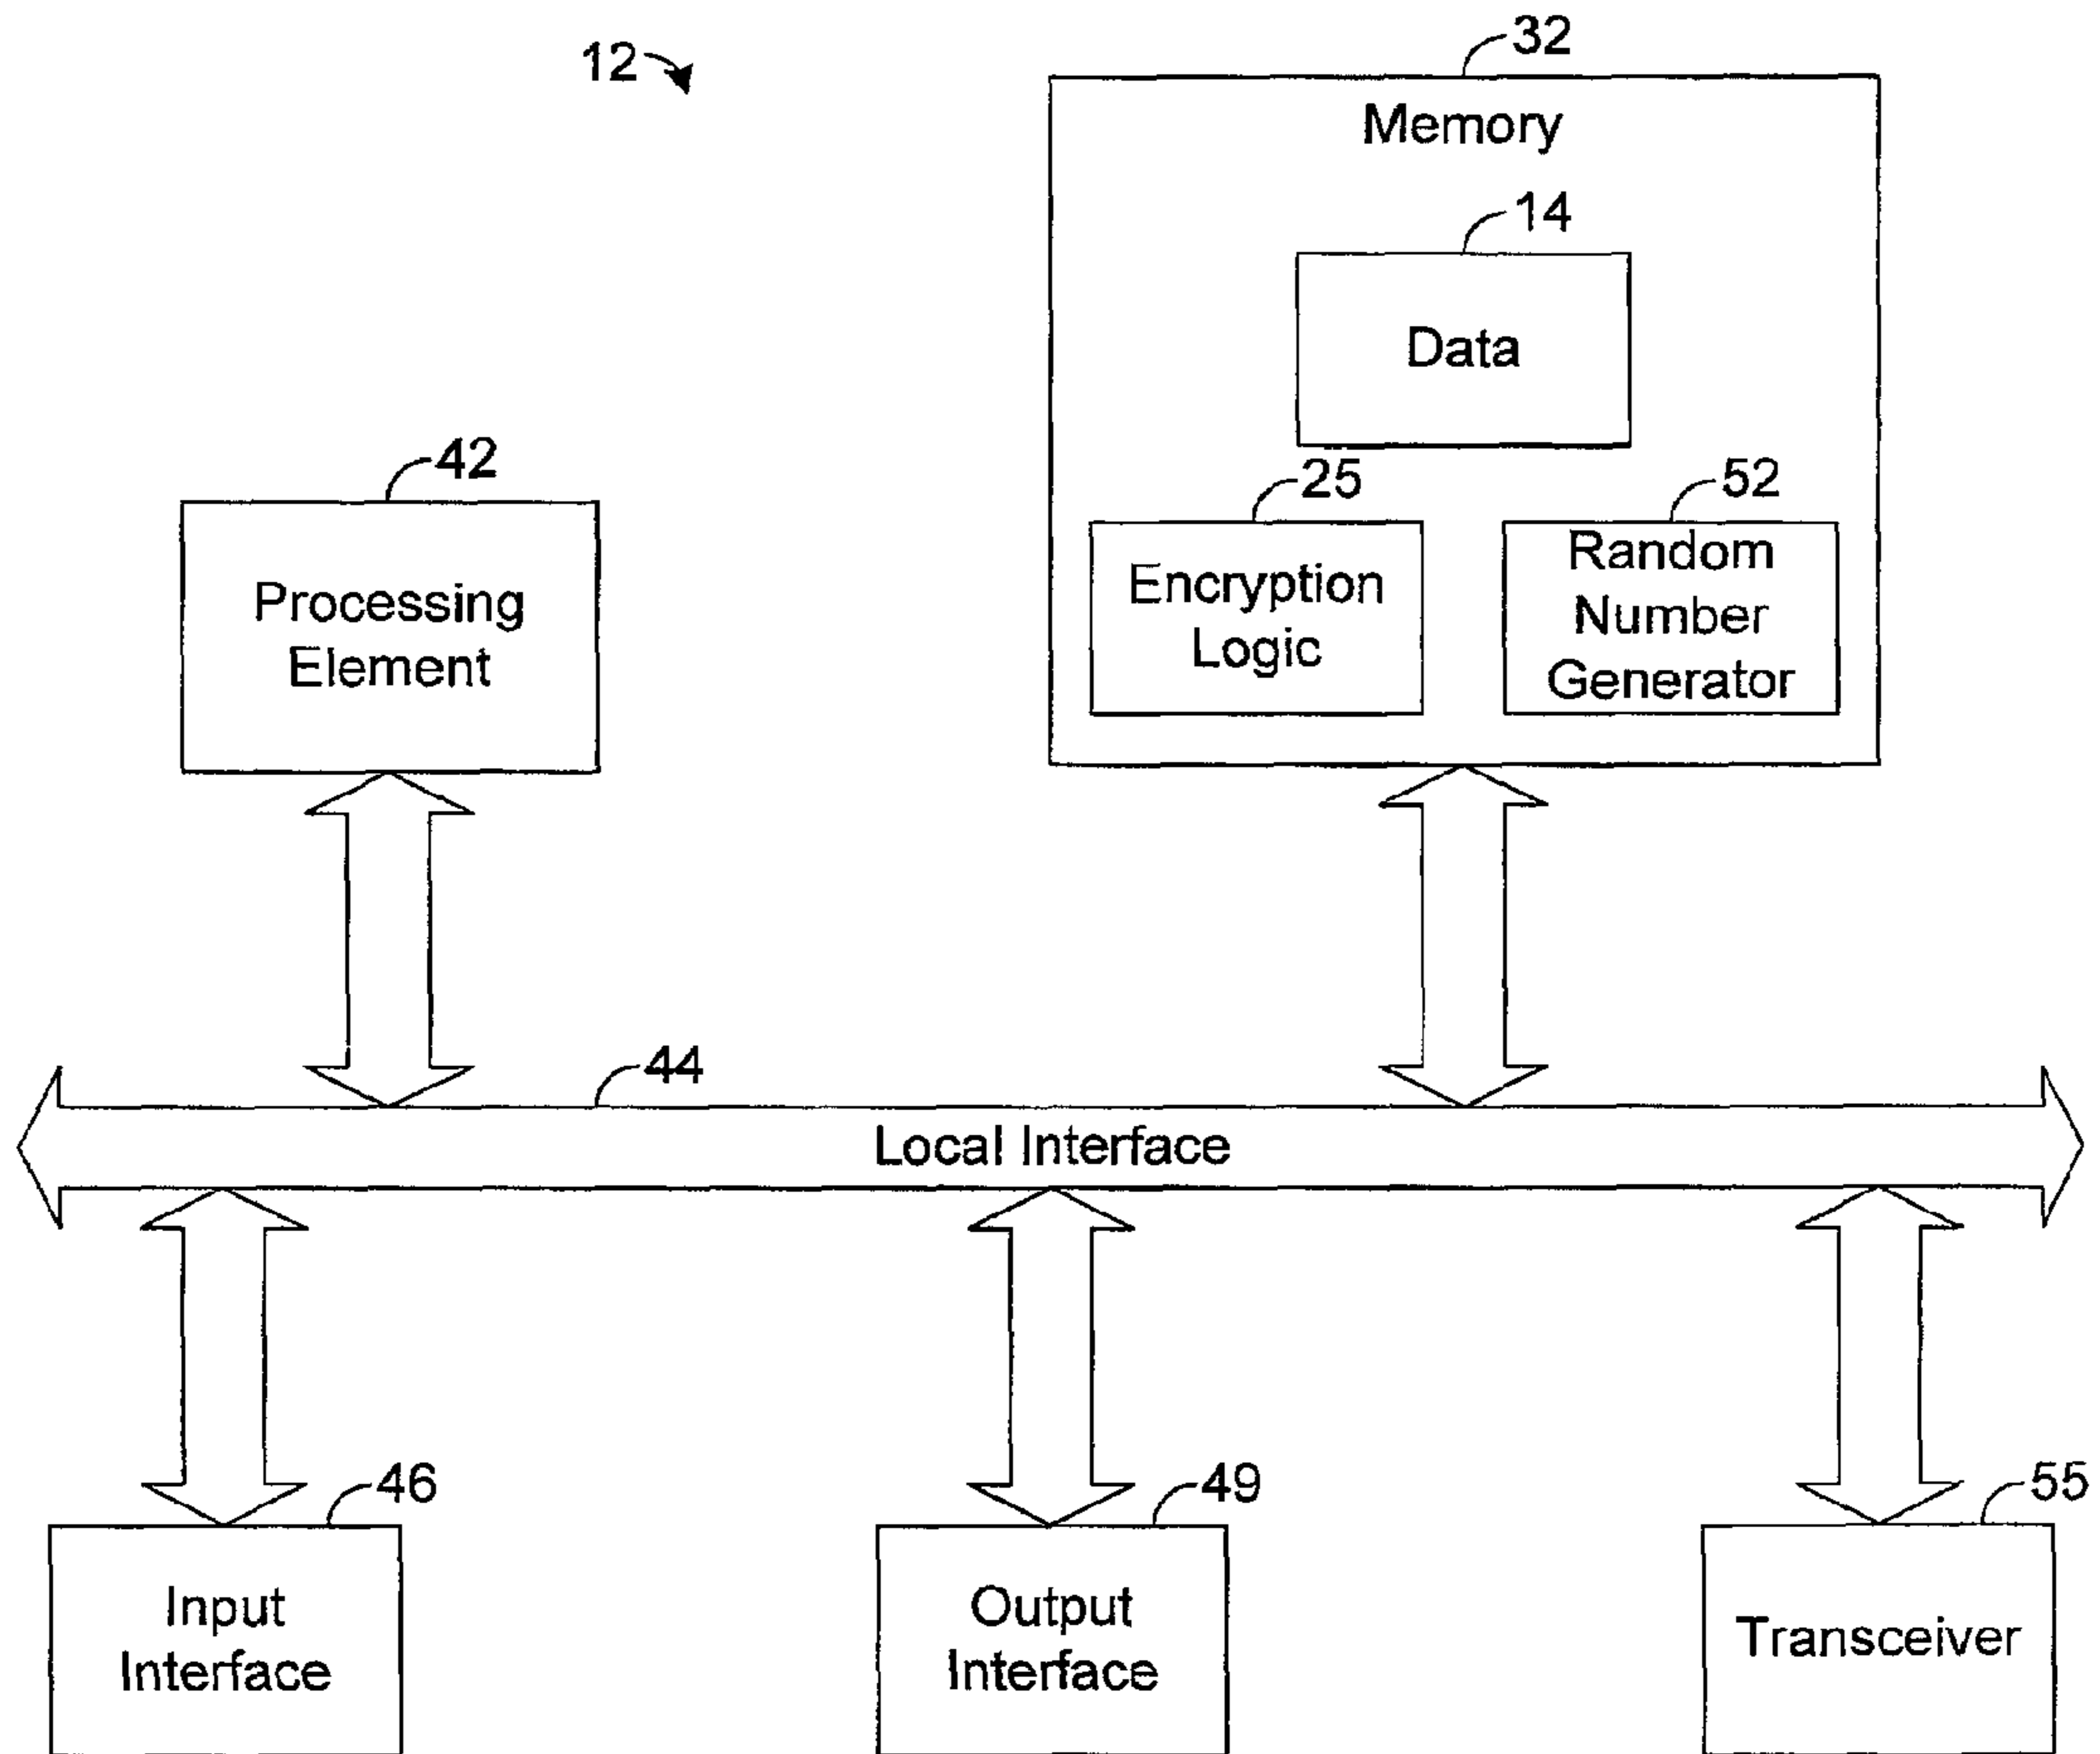 12
32
Memory
14
Data
42
25
52
Processing
Element
Encryption
Logic
Random
Number
Generator
44
Local Interface
46
49
55
Input
Interface
Output
Interface
Transceiver